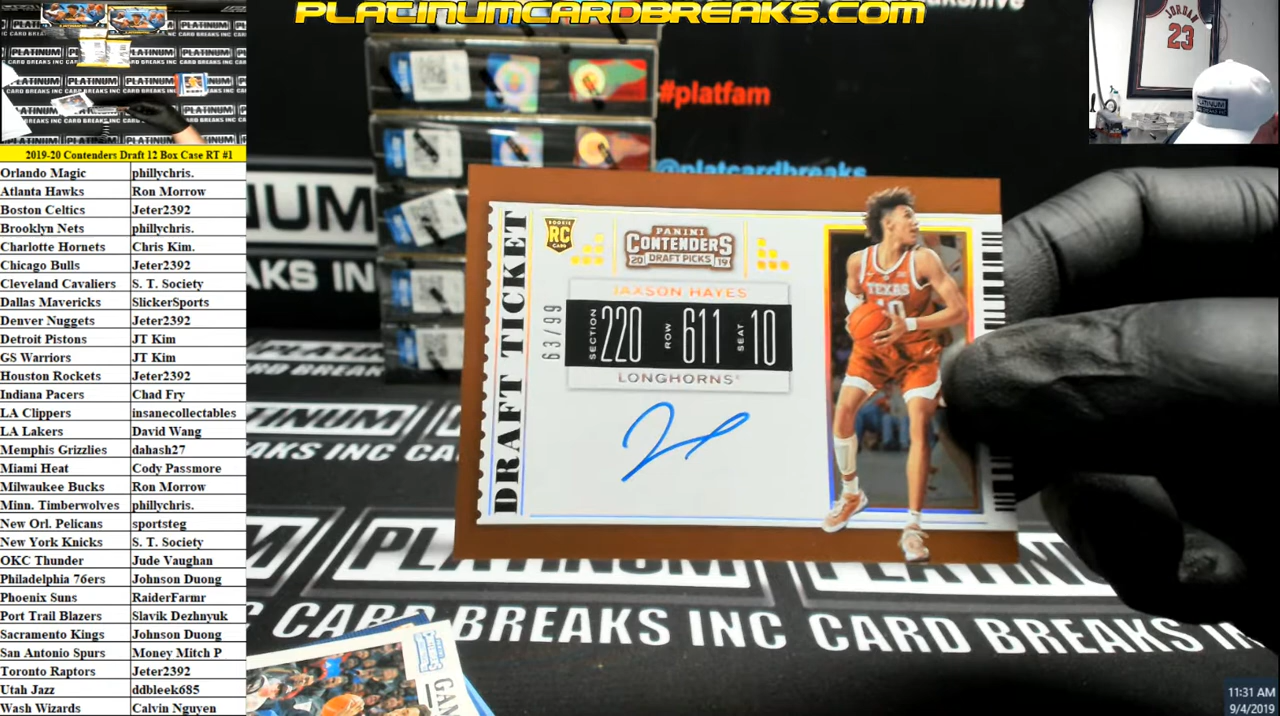 PLATINUMCARDBREAKS.COM
#platfam
@platcardbreaks
JORDAN
23
2019-20 Contenders Draft 12 Box Case RT #1
Orlando Magic phillychris.
Atlanta Hawks Ron Morrow
Boston Celtics Jeter2392
Brooklyn Nets phillychris.
Charlotte Hornets Chris Kim.
Chicago Bulls Jeter2392
Cleveland Cavaliers S. T. Society
Dallas Mavericks SlickerSports
Denver Nuggets Jeter2392
Detroit Pistons JT Kim
GS Warriors JT Kim
Houston Rockets Jeter2392
Indiana Pacers Chad Fry
LA Clippers insanecollectables
LA Lakers David Wang
Memphis Grizzlies dahash27
Miami Heat Cody Passmore
Milwaukee Bucks Ron Morrow
Minn. Timberwolves phillychris.
New Orl. Pelicans sportsteg
New York Knicks S. T. Society
OKC Thunder Jude Vaughan
Philadelphia 76ers Johnson Duong
Phoenix Suns RaiderFarmr
Port Trail Blazers Slavik Dezhnyuk
Sacramento Kings Johnson Duong
San Antonio Spurs Money Mitch P
Toronto Raptors Jeter2392
Utah Jazz ddbleek685
Wash Wizards Calvin Nguyen
DRAFT TICKET
63/99
ROOKIE
RC
CARD
PANINI
CONTENDERS
2019 DRAFT PICKS
JAXSON HAYES
SECTION 220 ROW 611 SEAT 10
LONGHORNS
TEXAS
10
PLATINUM
CARD BREAKS INC CARD BREAKS IN
GAM
11:31 AM
9/4/2019